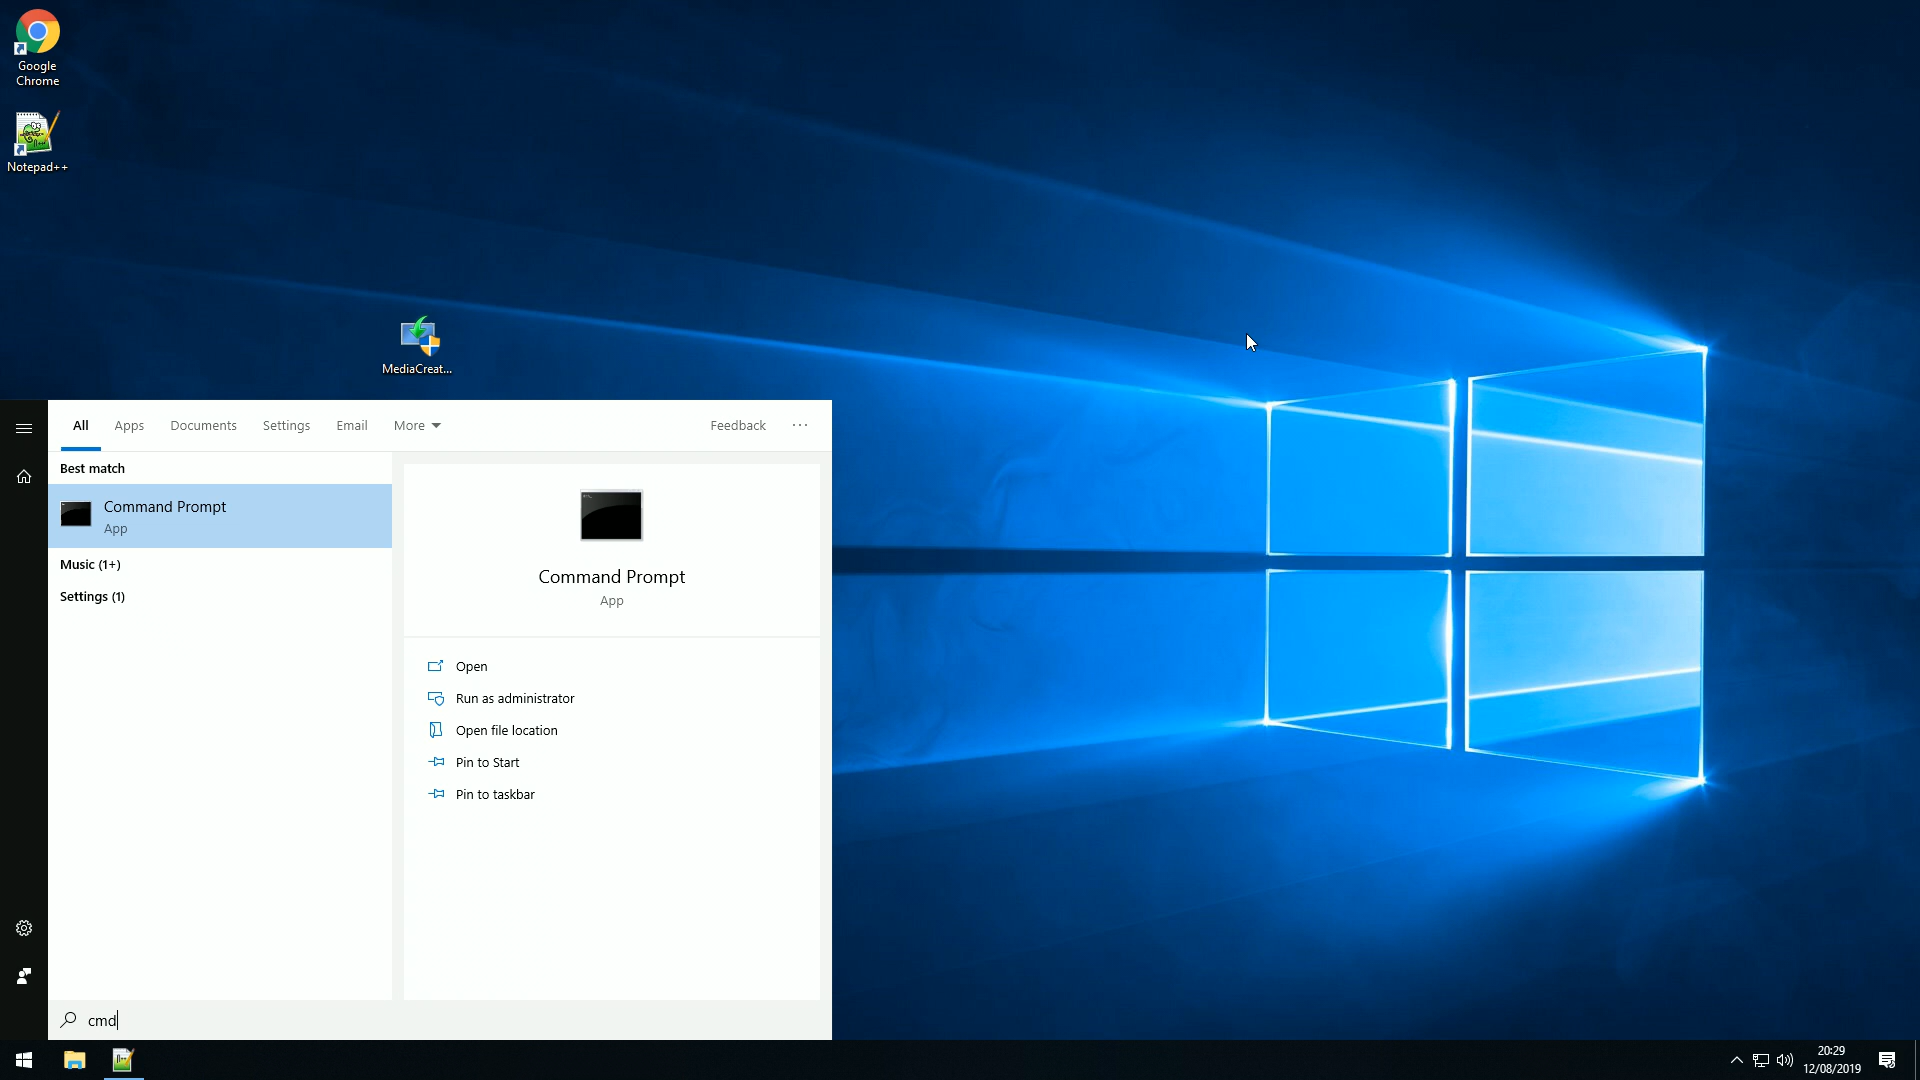 Google
Chrome
Notepad++
MediaCreat...
All
Apps
Documents
Settings
Email
More
Feedback
...
Best match
Command Prompt
App
Music (1+)
Settings (1)
Command Prompt
App
Open
Run as administrator
Open file location
Pin to Start
Pin to taskbar
cmd
20:29
12/08/2019